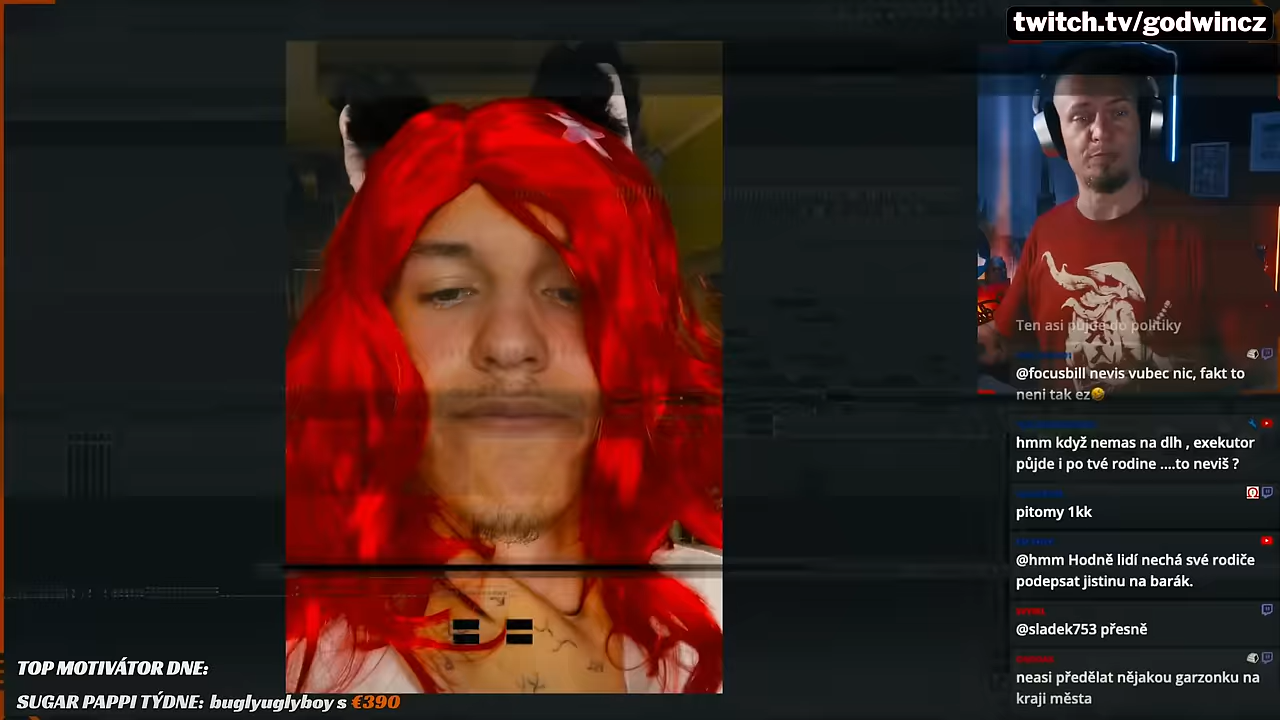 twitch.tv/godwincz
Ten asi půjde do politiky
@focusbill nevis vubec nic, fakt to
neni tak ez🤣
hmm když nemas na dlh , exekutor
půjde i po tvé rodine ....to neviš ?
pitomy 1kk
@hmm Hodně lidí nechá své rodiče
podepsat jistinu na barák.
@sladek753 přesně
neasi předělat nějakou garzonku na
kraji města
TOP MOTIVÁTOR DNE:
SUGAR PAPPI TÝDNE: buglyuglyboy s €390